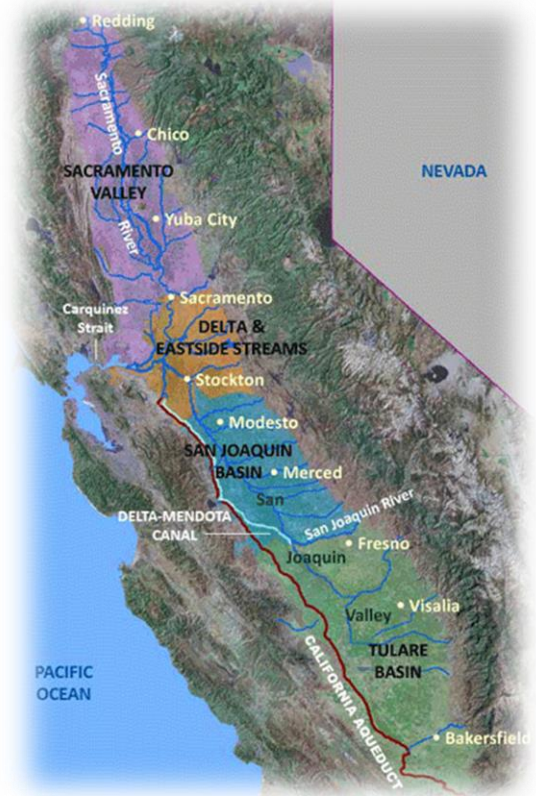 Redding
Sacramento
Chico
SACRAMENTO
VALLEY
NEVADA
Yuba City
River
Sacramento
Carquinez
Strait
DELTA &
EASTSIDE STREAMS
Stockton
Modesto
SAN JOAQUIN
BASIN
Merced
San
DELTA-MENDOTA
CANAL
San Joaquin River
Fresno
Joaquin
Visalia
Valley
TULARE
BASIN
CALIFORNIA AQUEDUCT
PACIFIC
OCEAN
Bakersfield